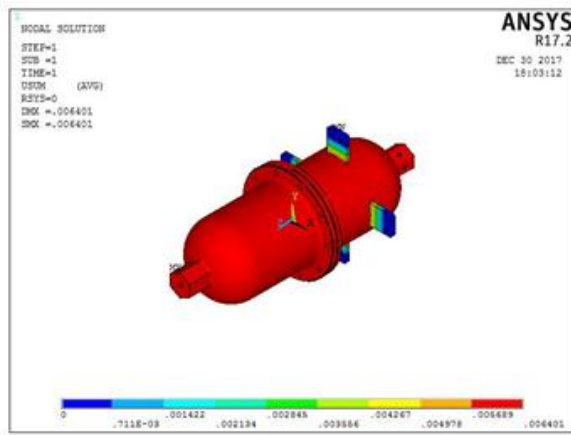 NODAL SOLUTION
STEP=1
SUB =1
TIME=1
USUM (AVG)
RSYS=0
DMX =.006401
SMX =.006401
ANSYS
R17.2
DEC 30 2017
18:03:12
Y
X
0 .001422 .002845 .004267 .005689
.711E-03 .002134 .003556 .004978 .006401